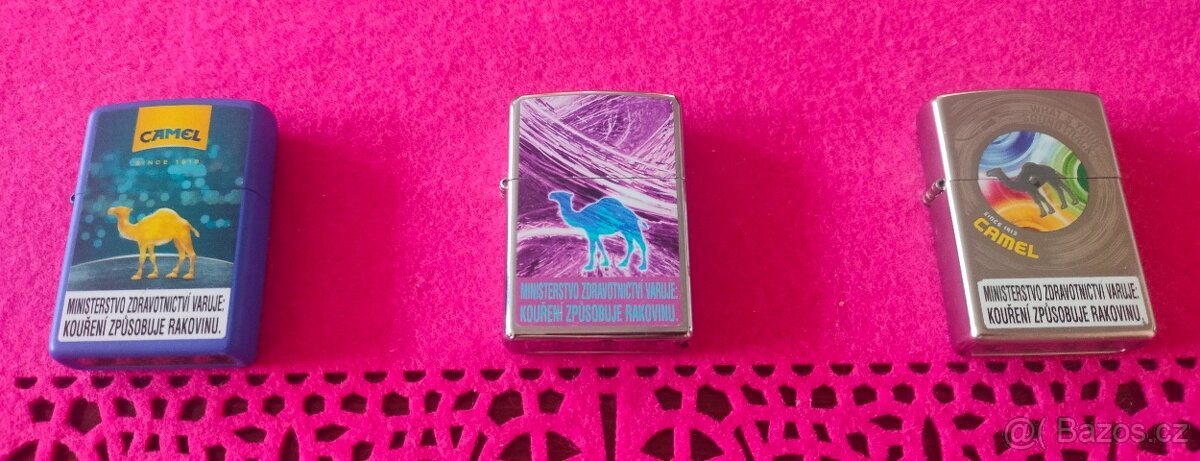 CAMEL
SINCE 1913
MINISTERSTVO ZDRAVOTNICTVÍ VARUJE:
KOUŘENÍ ZPŮSOBUJE RAKOVINU.
MINISTERSTVO ZDRAVOTNICTVÍ VARUJE:
KOUŘENÍ ZPŮSOBUJE RAKOVINU.
since 1913
CAMEL
MINISTERSTVO ZDRAVOTNICTVÍ VARUJE:
KOUŘENÍ ZPŮSOBUJE RAKOVINU.
Bazos.cz